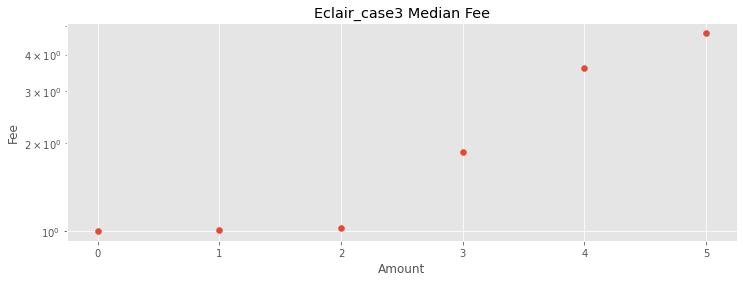 Eclair_case3 Median Fee
4 × 10⁰
3 × 10⁰
2 × 10⁰
10⁰
Fee
0 1 2 3 4 5
Amount